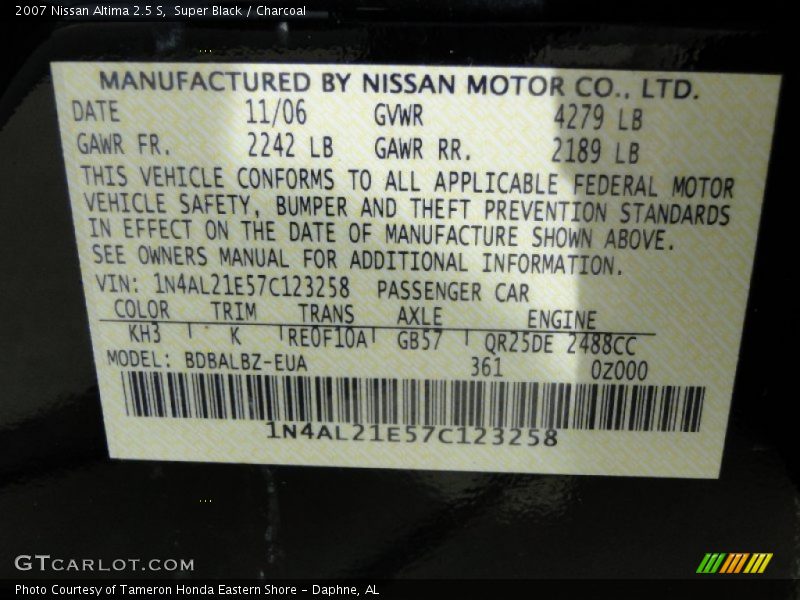 2007 Nissan Altima 2.5 S,  Super Black / Charcoal
MANUFACTURED BY NISSAN MOTOR CO., LTD.
DATE 11/06 GVWR 4279 LB
GAWR FR. 2242 LB GAWR RR. 2189 LB
THIS VEHICLE CONFORMS TO ALL APPLICABLE FEDERAL MOTOR
VEHICLE SAFETY, BUMPER AND THEFT PREVENTION STANDARDS
IN EFFECT ON THE DATE OF MANUFACTURE SHOWN ABOVE.
SEE OWNERS MANUAL FOR ADDITIONAL INFORMATION.
VIN: 1N4AL21E57C123258 PASSENGER CAR
COLOR TRIM TRANS AXLE ENGINE
KH3 K RE0F10A GB57 QR25DE 2488CC
MODEL: BDBALBZ-EUA 361 0Z000
1N4AL21E57C123258
GTCARLOT.COM
Photo Courtesy of Tameron Honda Eastern Shore – Daphne, AL